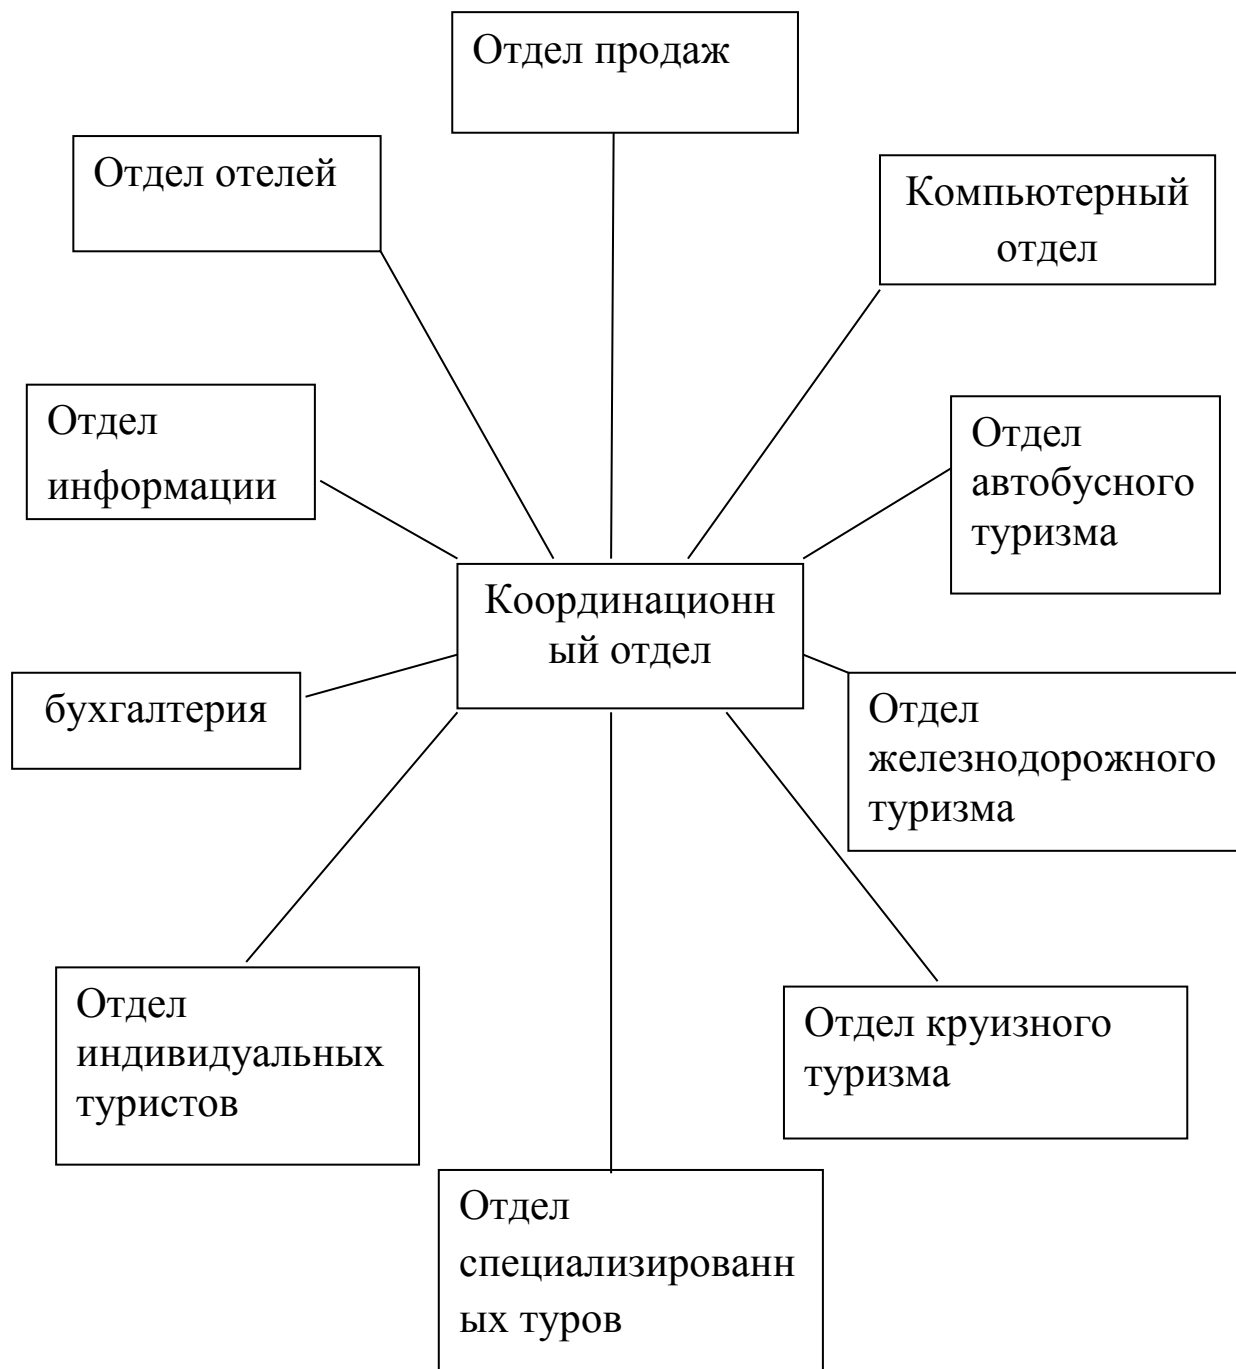 Отдел продаж
Отдел отелей
Компьютерный
отдел
Отдел
информации
Отдел
автобусного
туризма
Координационн
ый отдел
бухгалтерия
Отдел
железнодорожного
туризма
Отдел
индивидуальных
туристов
Отдел круизного
туризма
Отдел
специализированн
ых туров